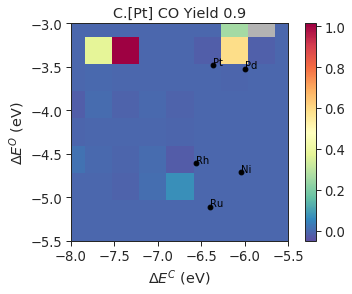 C.[Pt] CO Yield 0.9
−3.0
−3.5
−4.0
−4.5
−5.0
−5.5
ΔE^O (eV)
Pt
Pd
Rh
Ni
Ru
−8.0 −7.5 −7.0 −6.5 −6.0 −5.5
ΔE^C (eV)
1.0
0.8
0.6
0.4
0.2
0.0